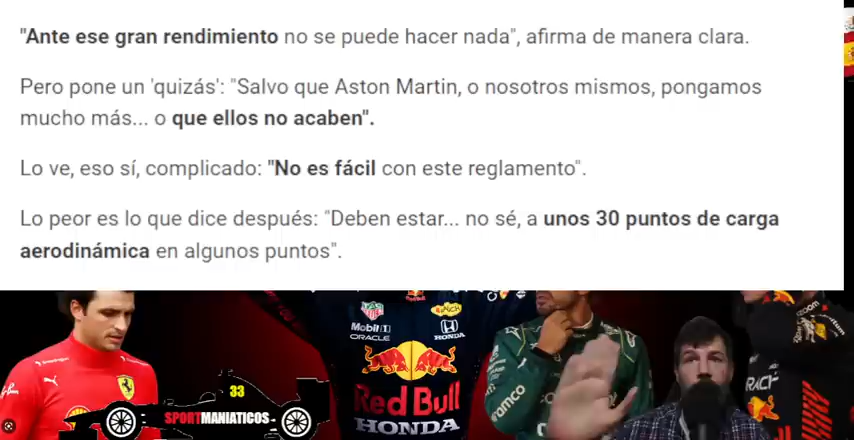 "Ante ese gran rendimiento no se puede hacer nada", afirma de manera clara.
Pero pone un 'quizás': "Salvo que Aston Martin, o nosotros mismos, pongamos
mucho más... o que ellos no acaben".
Lo ve, eso sí, complicado: "No es fácil con este reglamento".
Lo peor es lo que dice después: "Deben estar... no sé, a unos 30 puntos de carga
aerodinámica en algunos puntos".
Mobil 1
ORACLE
HONDA
Red Bull
HONDA
33
SPORTMANIATICOS
aramco